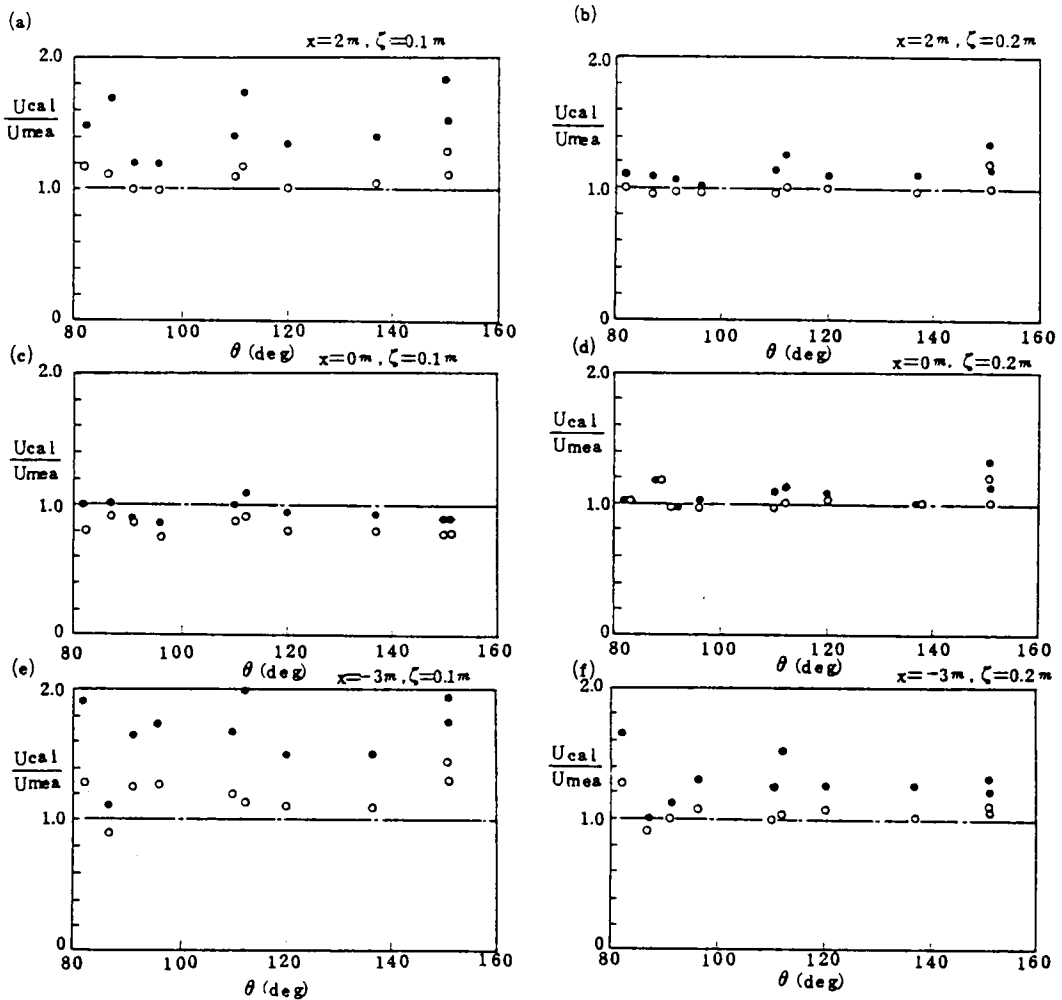 (a)
x=2m, ζ=0.1m
2.0
Ucal
Umea
1.0
0
80 100 120 140 160
θ (deg)
(b)
x=2m, ζ=0.2m
2.0
Ucal
Umea
1.0
0
80 100 120 140 160
θ (deg)
(c)
x=0m, ζ=0.1m
2.0
Ucal
Umea
1.0
0
80 100 120 140 160
θ (deg)
(d)
x=0m. ζ=0.2m
2.0
Ucal
Umea
1.0
0
80 100 120 140 160
θ (deg)
(e)
x=-3m, ζ=0.1m
2.0
Ucal
Umea
1.0
0
80 100 120 140 160
θ (deg)
(f)
x=-3m, ζ=0.2m
2.0
Ucal
Umea
1.0
0
80 100 120 140 160
θ (deg)